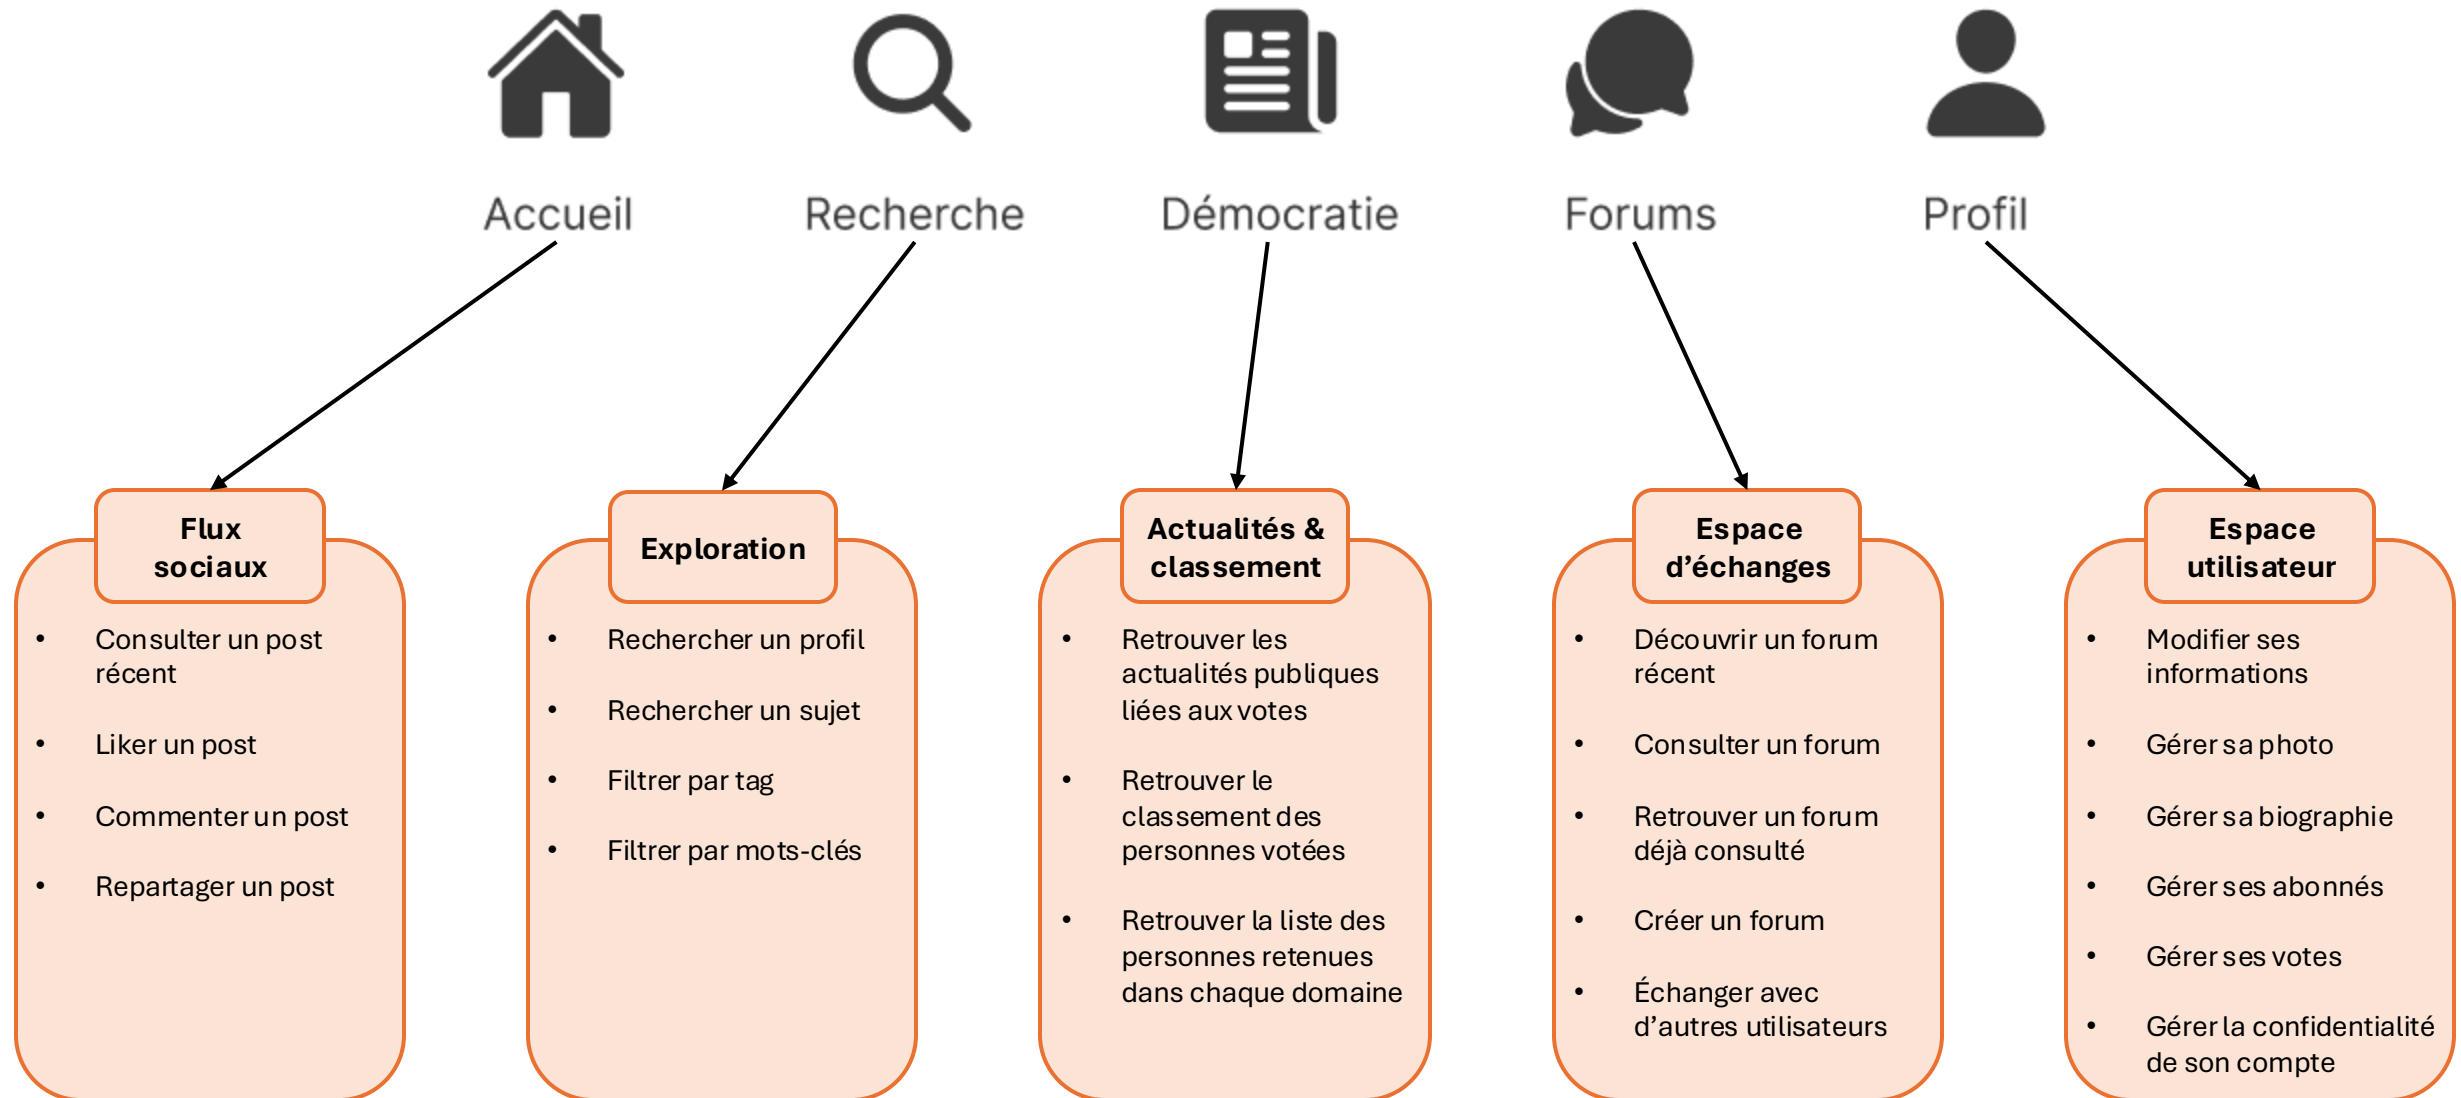 Accueil
Recherche
Démocratie
Forums
Profil
Flux
sociaux
• Consulter un post
récent
• Liker un post
• Commenter un post
• Repartager un post
Exploration
• Rechercher un profil
• Rechercher un sujet
• Filtrer par tag
• Filtrer par mots-clés
Actualités &
classement
• Retrouver les
actualités publiques
liées aux votes
• Retrouver le
classement des
personnes votées
• Retrouver la liste des
personnes retenues
dans chaque domaine
Espace
d’échanges
• Découvrir un forum
récent
• Consulter un forum
• Retrouver un forum
déjà consulté
• Créer un forum
• Échanger avec
d’autres utilisateurs
Espace
utilisateur
• Modifier ses
informations
• Gérer sa photo
• Gérer sa biographie
• Gérer ses abonnés
• Gérer ses votes
• Gérer la confidentialité
de son compte